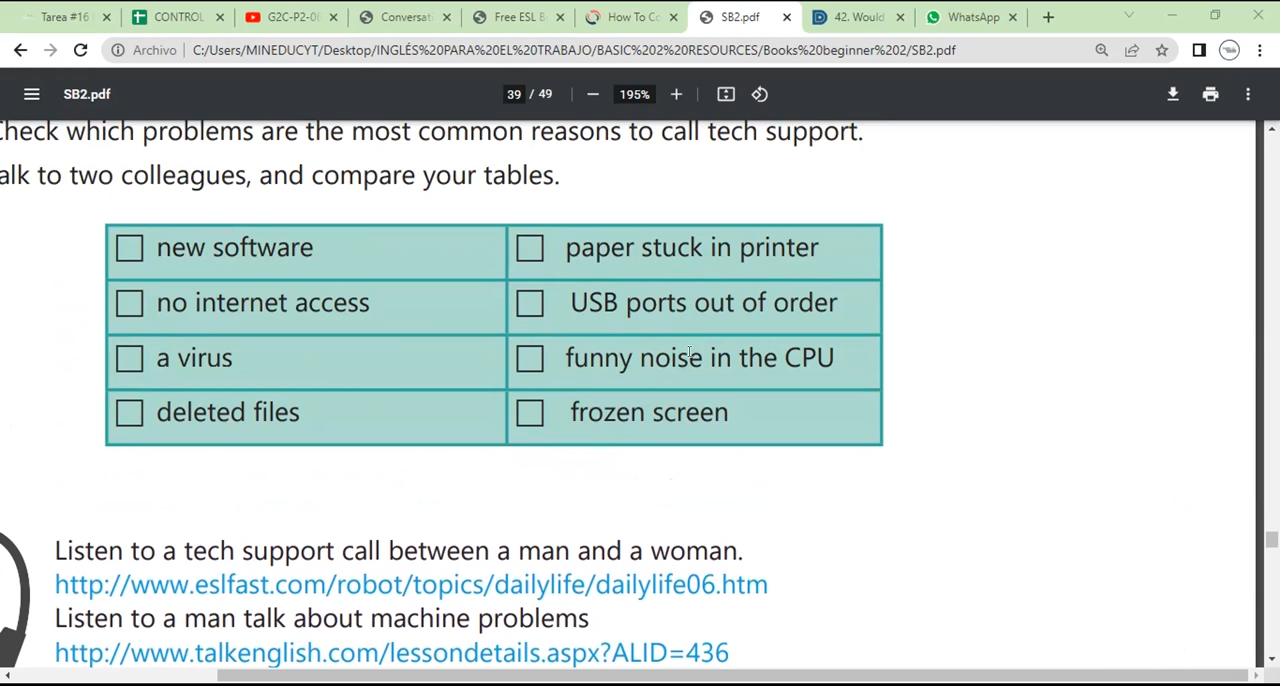 Tarea #16
CONTROL
G2C-P2-0
Conversat
Free ESL B
How To Co
SB2.pdf
42. Would
WhatsApp
Archivo
C:/Users/MINEDUCYT/Desktop/INGLÉS%20PARA%20EL%20TRABAJO/BASIC%202%20RESOURCES/Books%20beginner%202/SB2.pdf
SB2.pdf
39 / 49
195%
Check which problems are the most common reasons to call tech support.
alk to two colleagues, and compare your tables.
new software
paper stuck in printer
no internet access
USB ports out of order
a virus
funny noise in the CPU
deleted files
frozen screen
Listen to a tech support call between a man and a woman.
http://www.eslfast.com/robot/topics/dailylife/dailylife06.htm
Listen to a man talk about machine problems
http://www.talkenglish.com/lessondetails.aspx?ALID=436